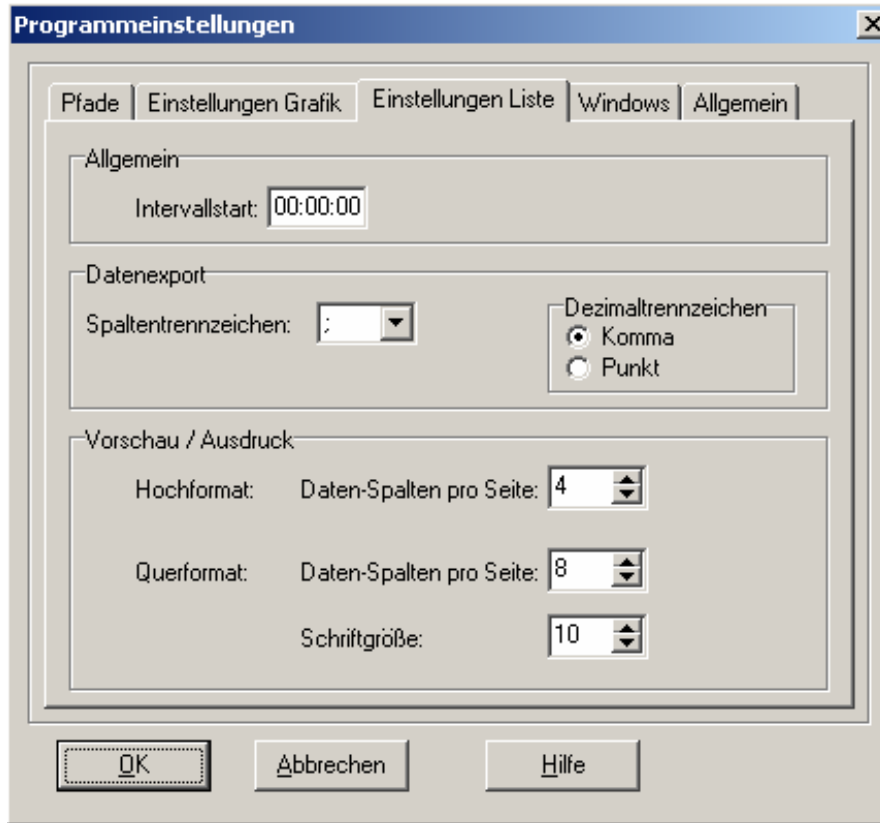 Programmeinstellungen
Pfade Einstellungen Grafik Einstellungen Liste Windows Allgemein
Allgemein
Intervallstart: 00:00:00
Datenexport
Spaltentrennzeichen: ;
Dezimaltrennzeichen
Komma
Punkt
Vorschau / Ausdruck
Hochformat: Daten-Spalten pro Seite: 4
Querformat: Daten-Spalten pro Seite: 8
Schriftgröße: 10
OK Abbrechen Hilfe